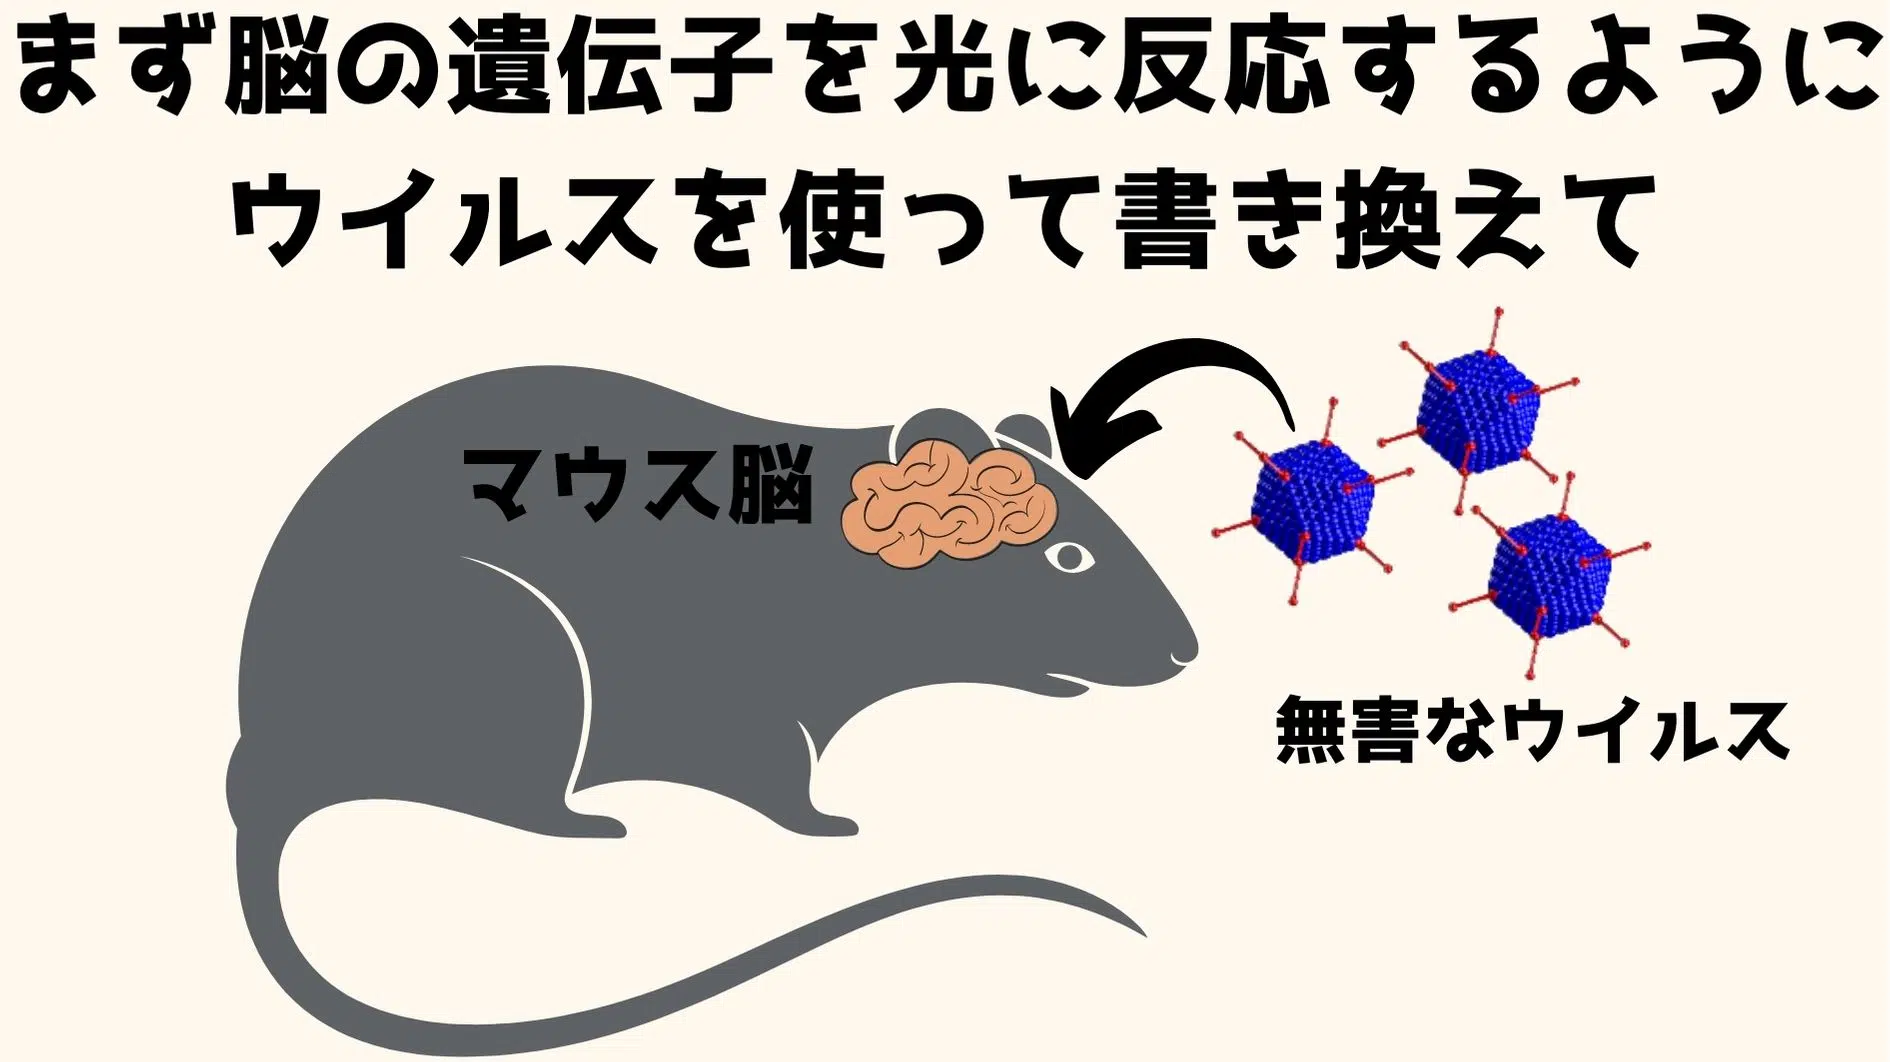 まず脳の遺伝子を光に反応するように
ウイルスを使って書き換えて
マウス脳
無害なウイルス